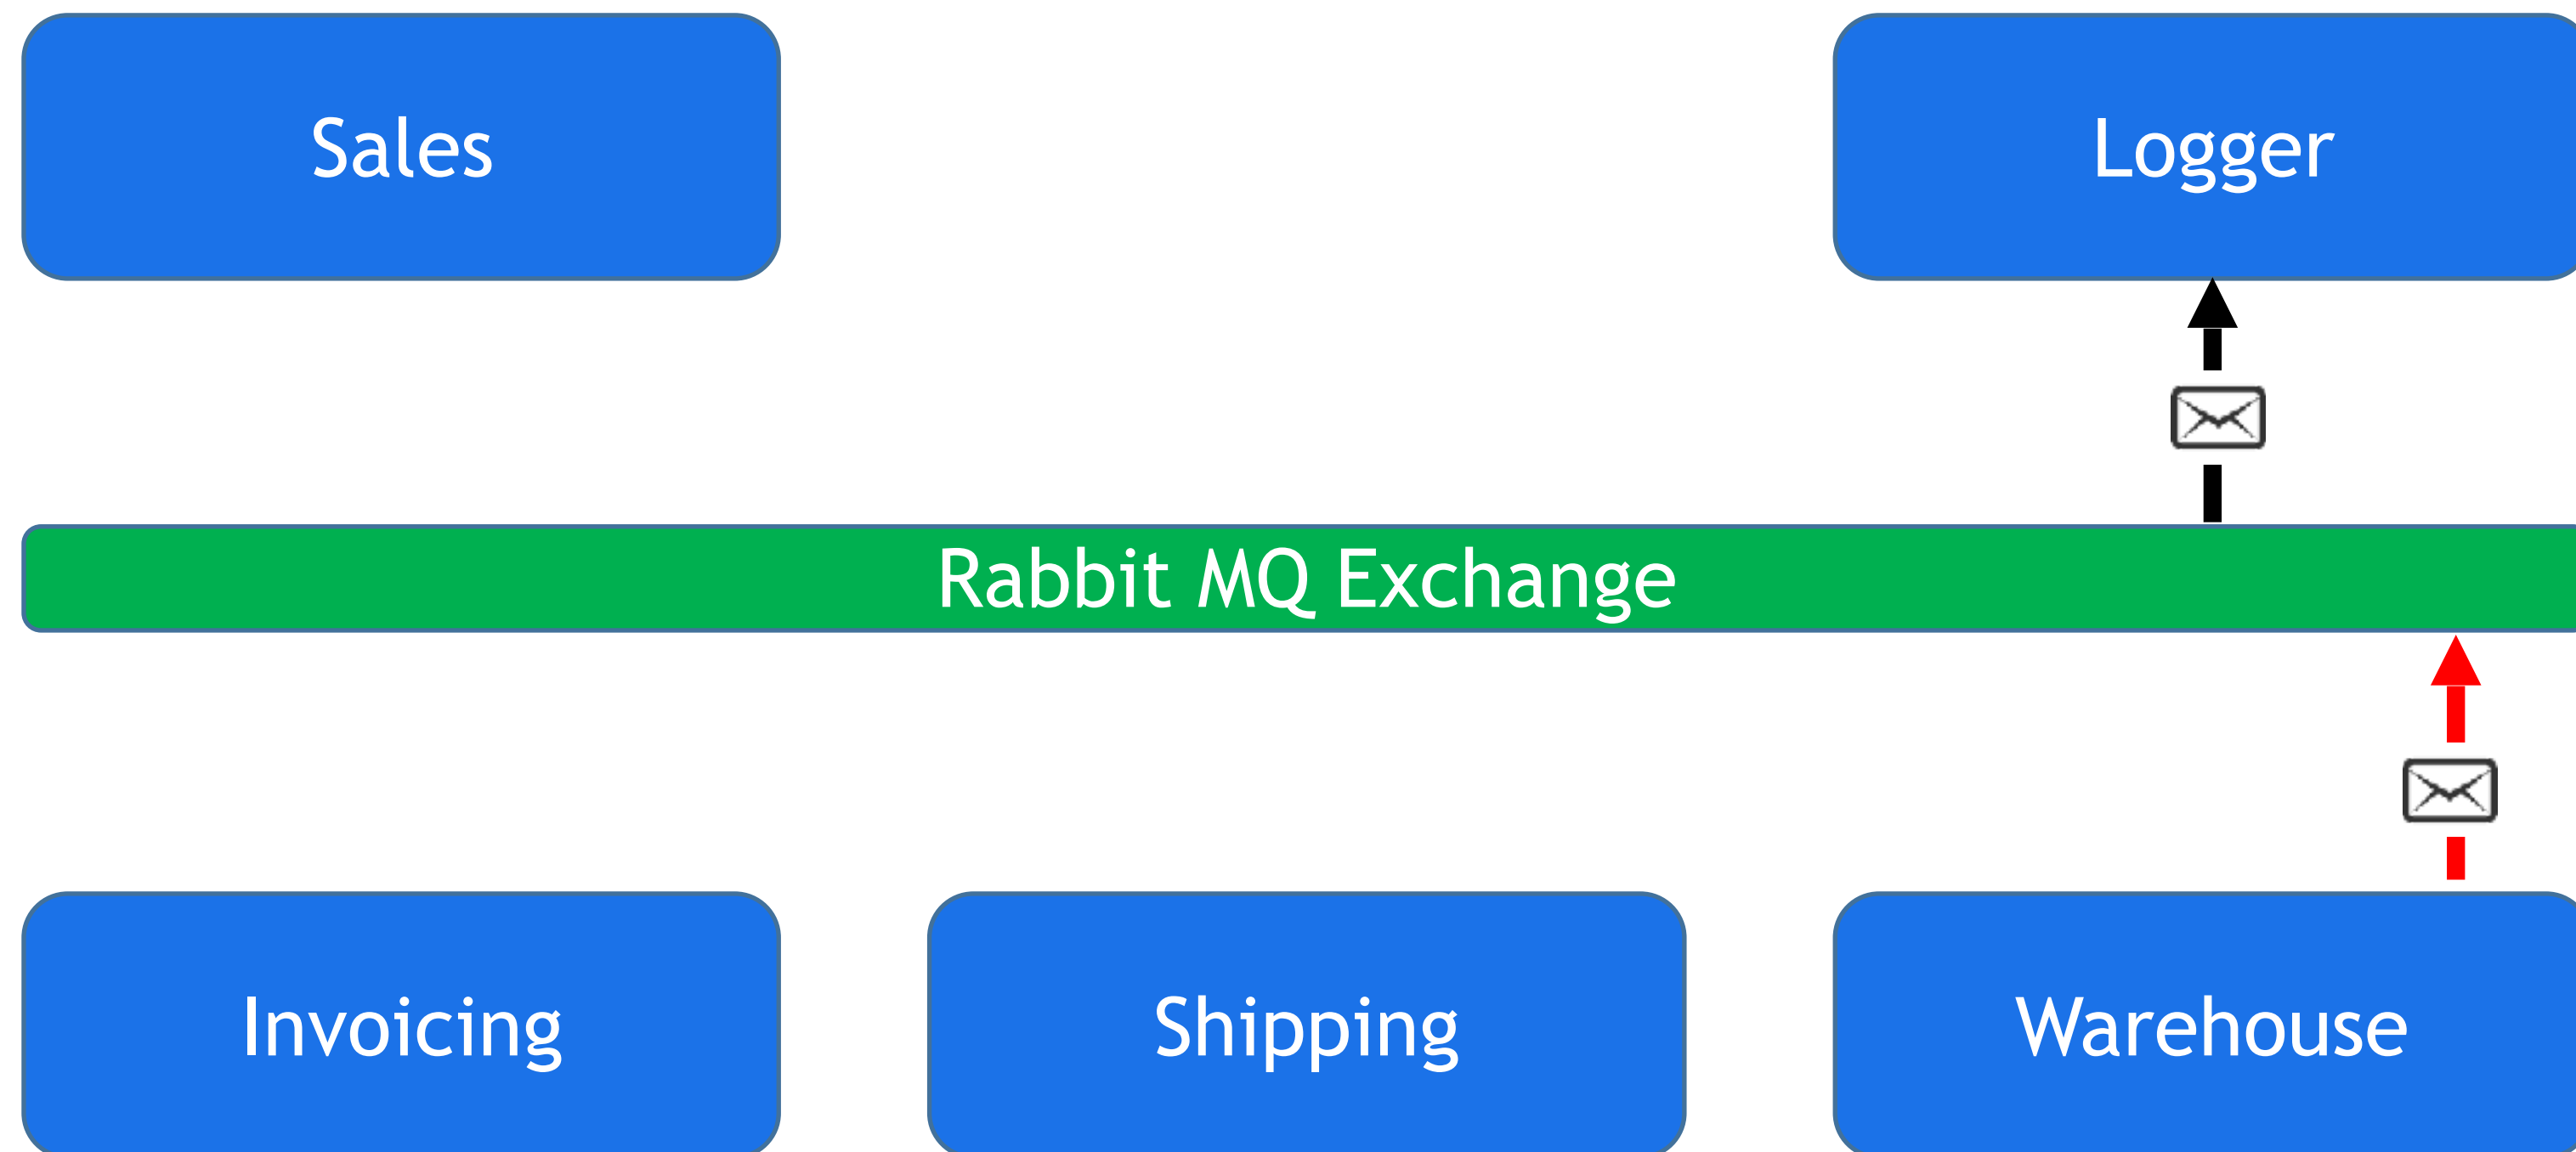 Sales
Logger
Rabbit MQ Exchange
Invoicing
Shipping
Warehouse